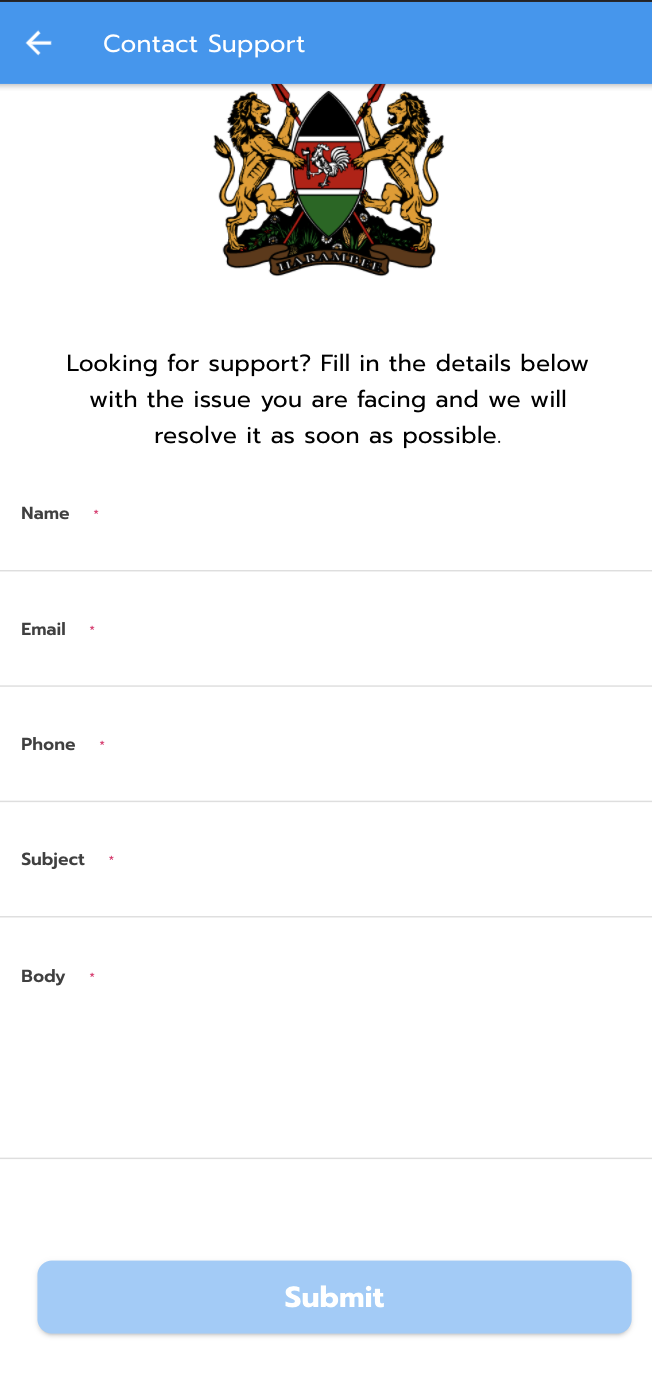 Contact Support
HARAMBEE
Looking for support? Fill in the details below
with the issue you are facing and we will
resolve it as soon as possible.
Name *
Email *
Phone *
Subject *
Body *
Submit